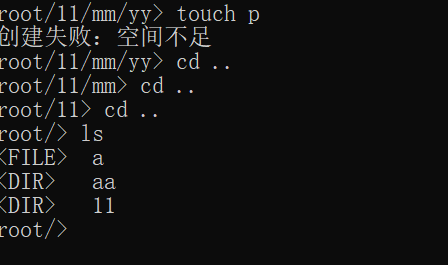 root/11/mm/yy> touch p
创建失败：空间不足
root/11/mm/yy> cd ..
root/11/mm> cd ..
root/11> cd ..
root/> ls
<FILE>  a
<DIR>   aa
<DIR>   11
root/>